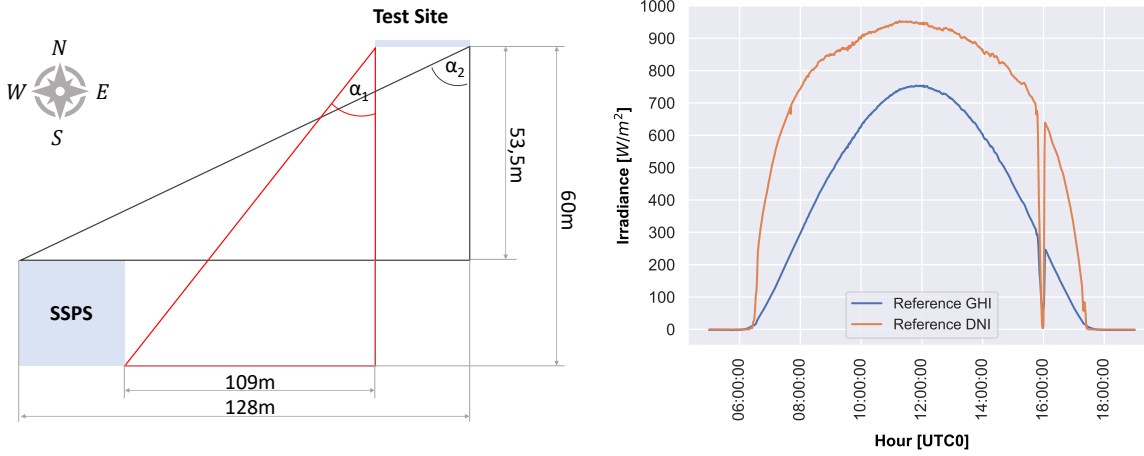 Test Site
N
W
E
S
α1
α2
53,5m
60m
SSPS
109m
128m
1000
900
800
700
600
500
400
300
200
100
0
Irradiance [W/m²]
Reference GHI
Reference DNI
06:00:00
08:00:00
10:00:00
12:00:00
14:00:00
16:00:00
18:00:00
Hour [UTC0]